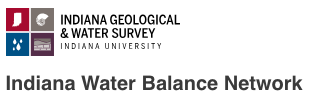 INDIANA GEOLOGICAL
& WATER SURVEY
INDIANA UNIVERSITY
Indiana Water Balance Network